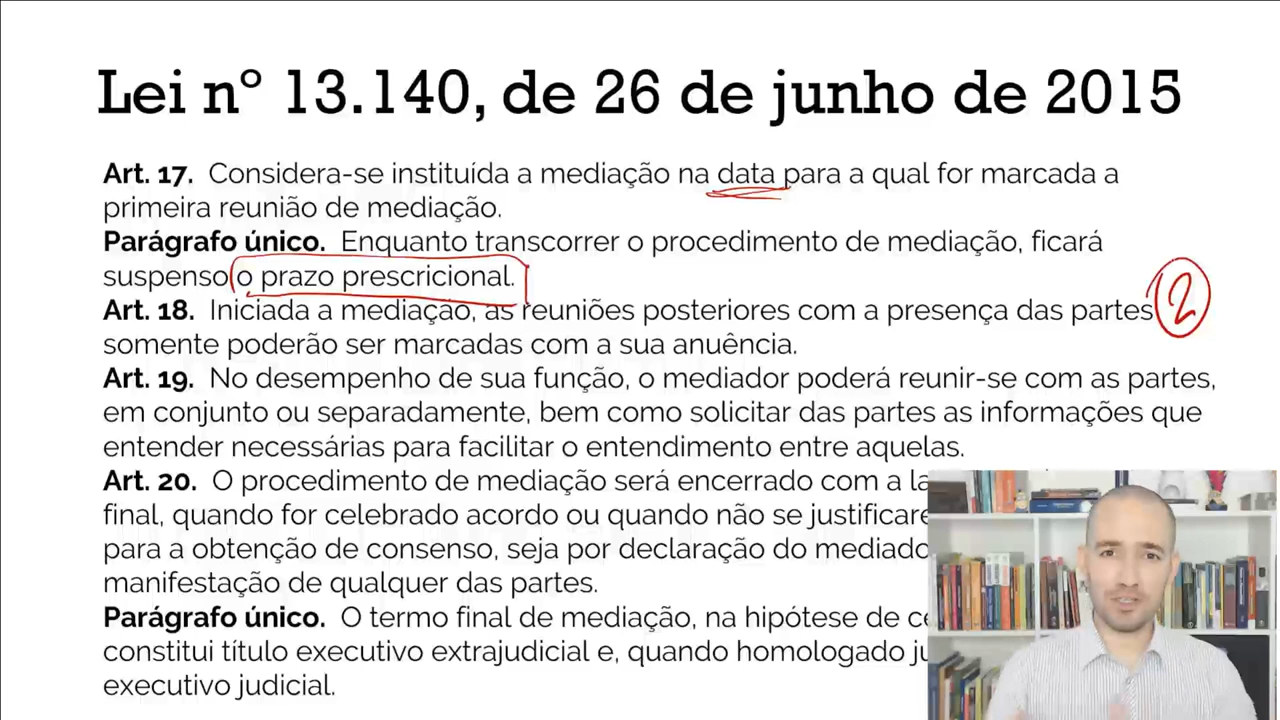 Lei nº 13.140, de 26 de junho de 2015
Art. 17. Considera-se instituída a mediação na data para a qual for marcada a
primeira reunião de mediação.
Parágrafo único. Enquanto transcorrer o procedimento de mediação, ficará
suspenso o prazo prescricional.
Art. 18. Iniciada a mediação, as reuniões posteriores com a presença das partes
2
somente poderão ser marcadas com a sua anuência.
Art. 19. No desempenho de sua função, o mediador poderá reunir-se com as partes,
em conjunto ou separadamente, bem como solicitar das partes as informações que
entender necessárias para facilitar o entendimento entre aquelas.
Art. 20. O procedimento de mediação será encerrado com a
final, quando for celebrado acordo ou quando não se
para a obtenção de consenso, seja por declaração do
manifestação de qualquer das partes.
Parágrafo único. O termo final de mediação, na hipótese de
constitui título executivo extrajudicial e, quando homologado
executivo judicial.